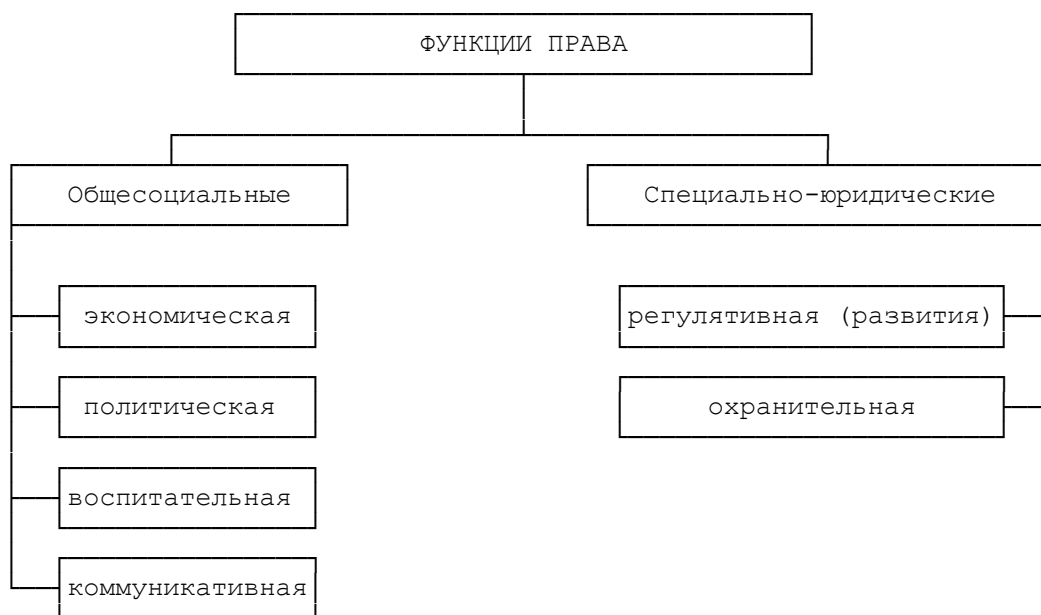 ФУНКЦИИ ПРАВА
Общесоциальные
Специально-юридические
экономическая
регулятивная (развития)
политическая
охранительная
воспитательная
коммуникативная